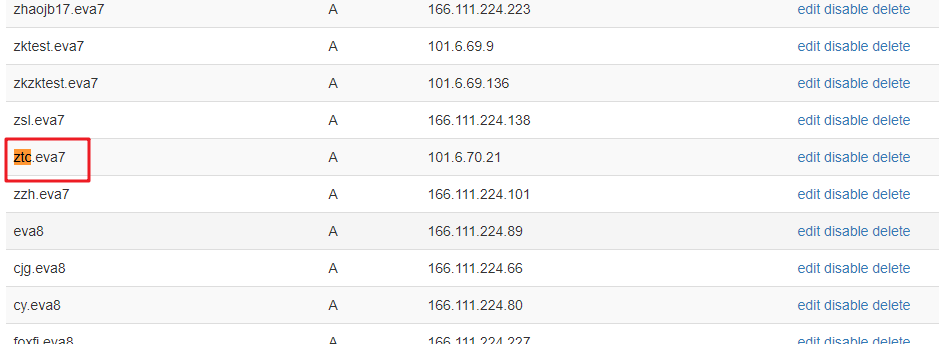 zhaojb17.eva7 A 166.111.224.223 edit disable delete
zktest.eva7 A 101.6.69.9 edit disable delete
zkzktest.eva7 A 101.6.69.136 edit disable delete
zsl.eva7 A 166.111.224.138 edit disable delete
ztc.eva7 A 101.6.70.21 edit disable delete
zzh.eva7 A 166.111.224.101 edit disable delete
eva8 A 166.111.224.89 edit disable delete
cjg.eva8 A 166.111.224.66 edit disable delete
cy.eva8 A 166.111.224.80 edit disable delete
A 166.111.224.227 edit disable delete